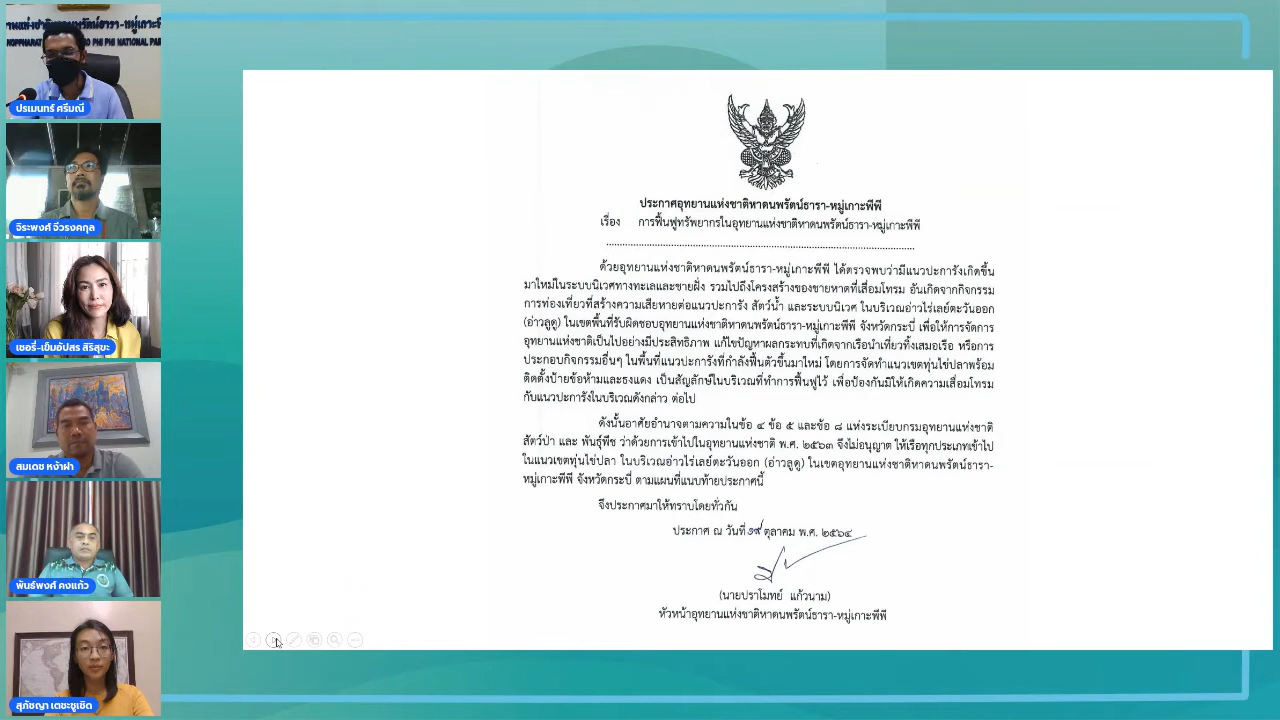 านแห่งชาติหาดนพรัตน์ธารา-หมู่เกาะพี
NOPPHARAT
PHI PHI NATIONAL PAR
ปรเมนทร์ ศรีมณี
จิระพงศ์ จีวรงคกุล
เชอรี่-เข็มอัปสร สิริสุขะ
สมเดช หง้าฝา
พันธ์พงศ์ คงแก้ว
สุภัชญา เตชะชูเชิด
ประกาศอุทยานแห่งชาติหาดนพรัตน์ธารา-หมู่เกาะพีพี
เรื่อง การฟื้นฟูทรัพยากรในอุทยานแห่งชาติหาดนพรัตน์ธารา-หมู่เกาะพีพี
ด้วยอุทยานแห่งชาติหาดนพรัตน์ธารา-หมู่เกาะพีพี ได้ตรวจพบว่ามีแนวปะการังเกิดขึ้น
มาใหม่ในระบบนิเวศทางทะเลและชายฝั่ง รวมไปถึงโครงสร้างของชายหาดที่เสื่อมโทรม อันเกิดจากกิจกรรม
การท่องเที่ยวที่สร้างความเสียหายต่อแนวปะการัง สัตว์น้ำ และระบบนิเวศ ในบริเวณอ่าวไร่เลย์ตะวันออก
(อ่าวลูดู) ในเขตพื้นที่รับผิดชอบอุทยานแห่งชาติหาดนพรัตน์ธารา-หมู่เกาะพีพี จังหวัดกระบี่ เพื่อให้การจัดการ
อุทยานแห่งชาติเป็นไปอย่างมีประสิทธิภาพ แก้ไขปัญหาผลกระทบที่เกิดจากเรือนำเที่ยวทิ้งเสมอเรือ หรือการ
ประกอบกิจกรรมอื่นๆ ในพื้นที่แนวปะการังที่กำลังฟื้นตัวขึ้นมาใหม่ โดยการจัดทำแนวเขตทุ่นไข่ปลาพร้อม
ติดตั้งป้ายข้อห้ามและธงแดง เป็นสัญลักษ์ในบริเวณที่ทำการฟื้นฟูไว้ เพื่อป้องกันมิให้เกิดความเสื่อมโทรม
กับแนวปะการังในบริเวณดังกล่าว ต่อไป
ดังนั้นอาศัยอำนาจตามความในข้อ ๔ ข้อ ๕ และข้อ ๘ แห่งระเบียบกรมอุทยานแห่งชาติ
สัตว์ป่า และ พันธุ์พืช ว่าด้วยการเข้าไปในอุทยานแห่งชาติ พ.ศ. ๒๕๖๓ จึงไม่อนุญาต ให้เรือทุกประเภทเข้าไป
ในแนวเขตทุ่นไข่ปลา ในบริเวณอ่าวไร่เลย์ตะวันออก (อ่าวลูดู) ในเขตอุทยานแห่งชาติหาดนพรัตน์ธารา-
หมู่เกาะพีพี จังหวัดกระบี่ ตามแผนที่แนบท้ายประกาศนี้
จึงประกาศมาให้ทราบโดยทั่วกัน
ประกาศ ณ วันที่ ตุลาคม พ.ศ. ๒๕๖๔
(นายปราโมทย์ แก้วนาม)
หัวหน้าอุทยานแห่งชาติหาดนพรัตน์ธารา-หมู่เกาะพีพี